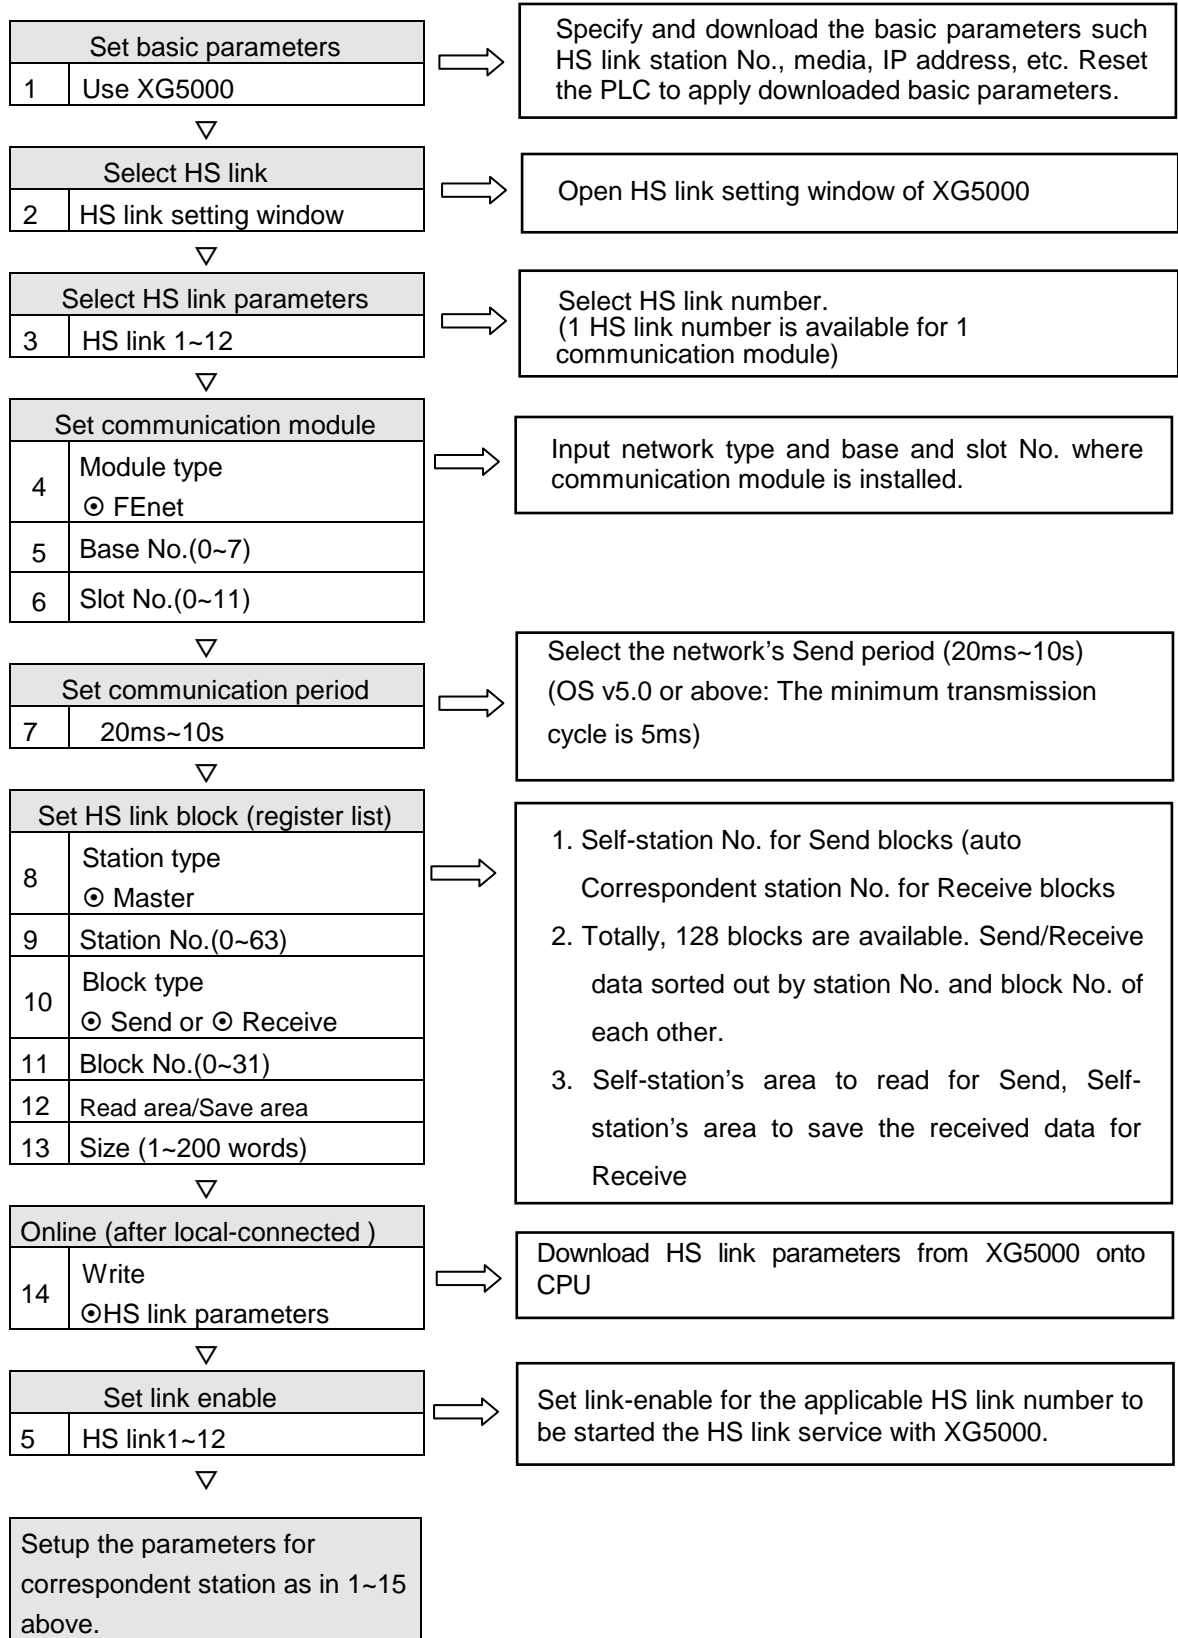 Set basic parameters
1 Use XG5000
Specify and download the basic parameters such
HS link station No., media, IP address, etc. Reset
the PLC to apply downloaded basic parameters.
Select HS link
2 HS link setting window
Open HS link setting window of XG5000
Select HS link parameters
3 HS link 1~12
Select HS link number.
(1 HS link number is available for 1
communication module)
Set communication module
4 Module type
⊙ FEnet
5 Base No.(0~7)
6 Slot No.(0~11)
Input network type and base and slot No. where
communication module is installed.
Set communication period
7 20ms~10s
Select the network’s Send period (20ms~10s)
(OS v5.0 or above: The minimum transmission
cycle is 5ms)
Set HS link block (register list)
8 Station type
⊙ Master
9 Station No.(0~63)
10 Block type
⊙ Send or ⊙ Receive
11 Block No.(0~31)
12 Read area/Save area
13 Size (1~200 words)
1. Self-station No. for Send blocks (auto
Correspondent station No. for Receive blocks
2. Totally, 128 blocks are available. Send/Receive
data sorted out by station No. and block No. of
each other.
3. Self-station’s area to read for Send, Self-
station’s area to save the received data for
Receive
Online (after local-connected )
14 Write
⊙HS link parameters
Download HS link parameters from XG5000 onto
CPU
Set link enable
5 HS link1~12
Set link-enable for the applicable HS link number to
be started the HS link service with XG5000.
Setup the parameters for
correspondent station as in 1~15
above.